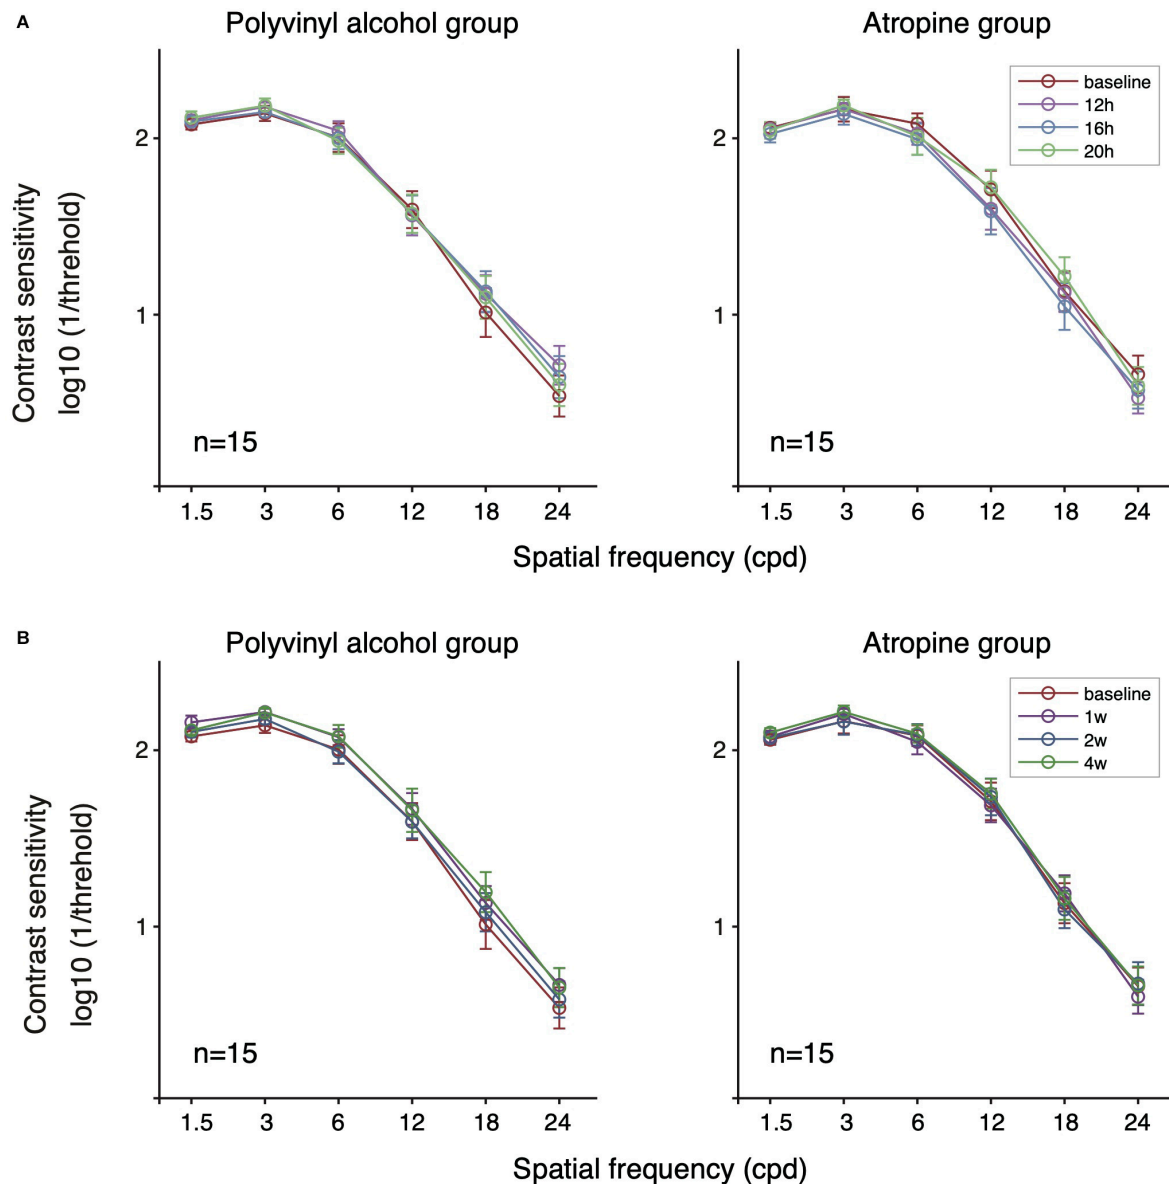 A
Polyvinyl alcohol group
Atropine group
baseline
12h
16h
20h
Contrast sensitivity
log10 (1/threhold)
2
1
n=15
1.5 3 6 12 18 24
2
1
n=15
1.5 3 6 12 18 24
Spatial frequency (cpd)
B
Polyvinyl alcohol group
Atropine group
baseline
1w
2w
4w
Contrast sensitivity
log10 (1/threhold)
2
1
n=15
1.5 3 6 12 18 24
2
1
n=15
1.5 3 6 12 18 24
Spatial frequency (cpd)